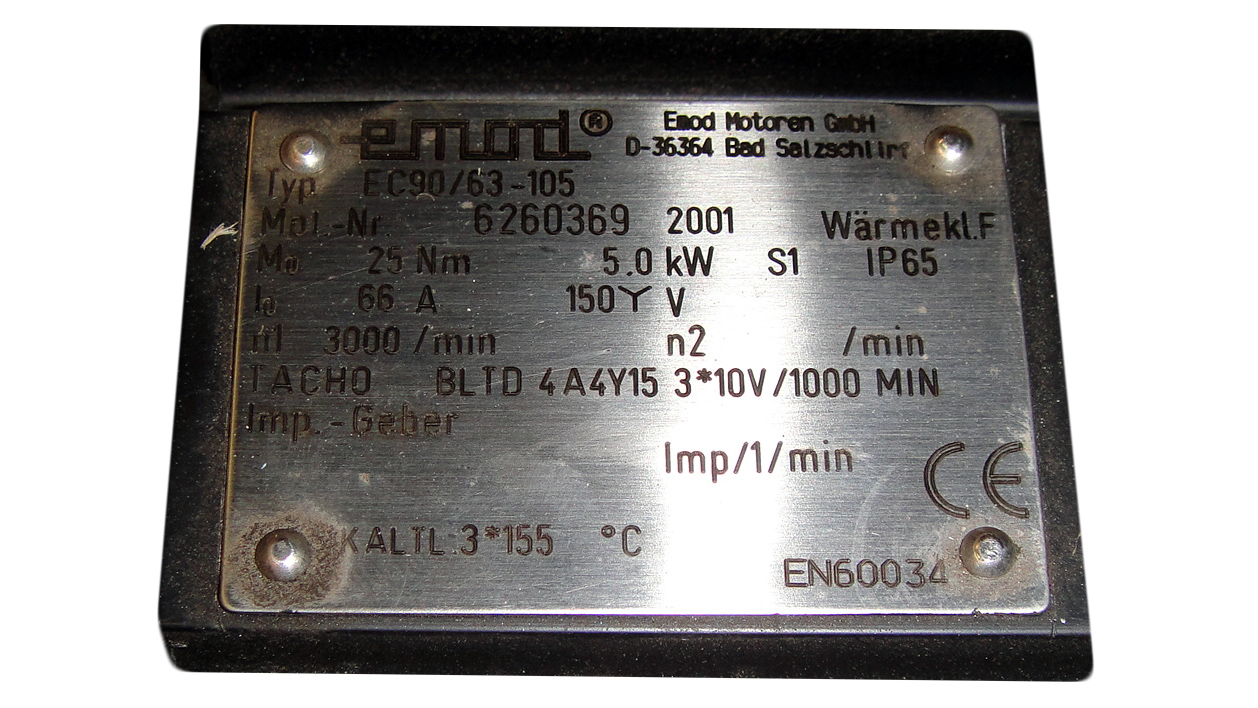 emod®
Emod Motoren GmbH
D-36364 Bad Salzschlirf
Typ EC90/63-105
Mot.-Nr. 6260369 2001 Wärmekl.F
M0 25 Nm 5.0 kW S1 IP65
I0 66 A 150Y V
n1 3000 /min n2 /min
TACHO BLTD 4A4Y15 3*10V/1000 MIN
Imp.-Geber
Imp/1/min
CE
KALTL.:3*155 °C
EN60034